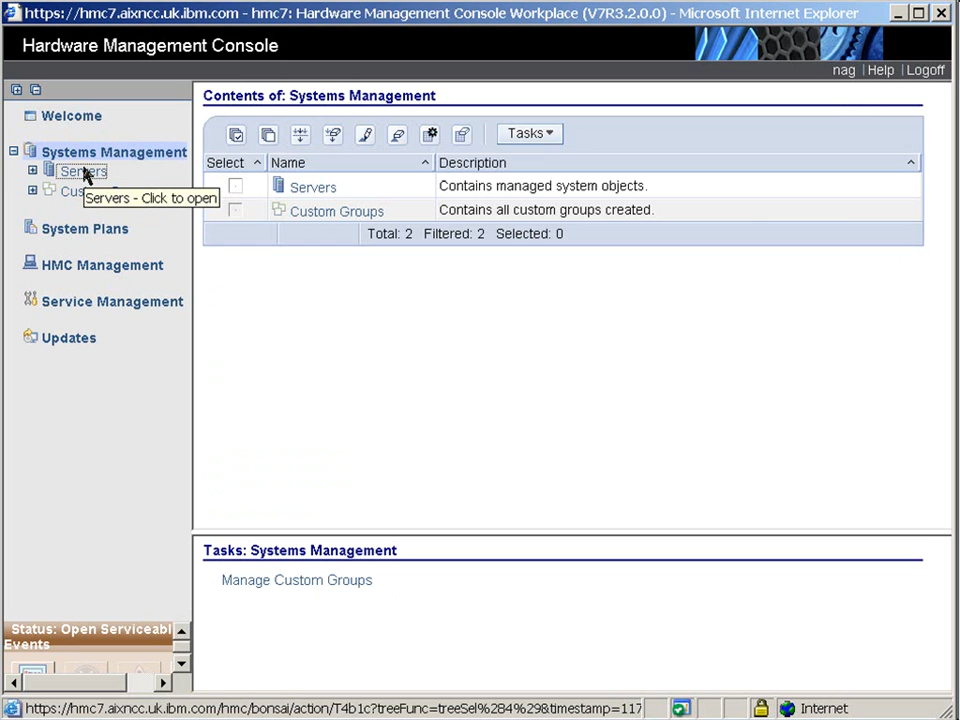 https://hmc7.aixncc.uk.ibm.com - hmc7: Hardware Management Console Workplace (V7R3.2.0.0) - Microsoft Internet Explorer
Hardware Management Console
nag | Help | Logoff
Welcome
Systems Management
Servers
Cus
Servers - Click to open
System Plans
HMC Management
Service Management
Updates
Status: Open Serviceabl
Events
Contents of: Systems Management
Tasks
Select Name Description
Servers Contains managed system objects.
Custom Groups Contains all custom groups created.
Total: 2 Filtered: 2 Selected: 0
Tasks: Systems Management
Manage Custom Groups
https://hmc7.aixncc.uk.ibm.com/hmc/bonsai/action/T4b1c?treeFunc=treeSel%284%29&timestamp=117
Internet